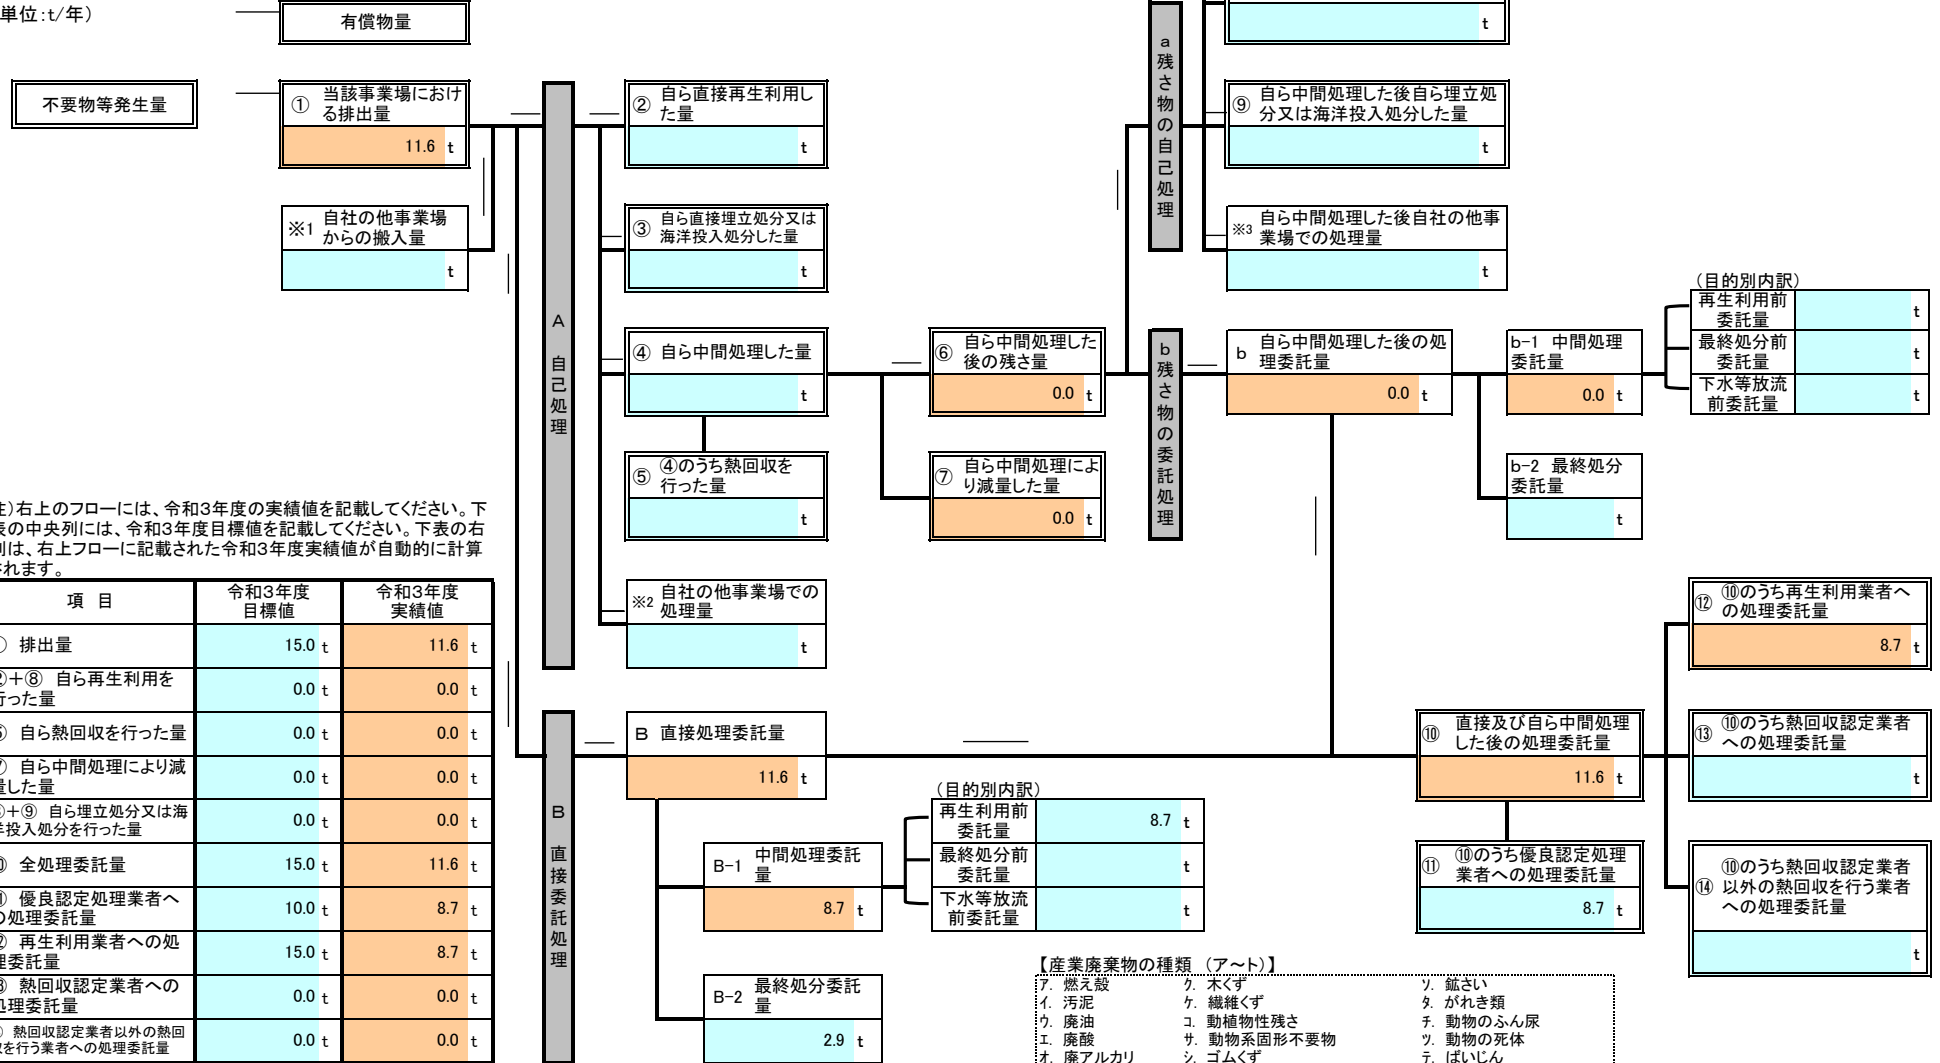 単位:t/年)
有償物量
不要物等発生量
① 当該事業場におけ
る排出量
11.6 t
※1 自社の他事業場
からの搬入量
t
A 自己処理
② 自ら直接再生利用し
た量
t
③ 自ら直接埋立処分又は
海洋投入処分した量
t
④ 自ら中間処理した量
t
⑤ ④のうち熱回収を
行った量
t
※2 自社の他事業場での
処理量
t
⑥ 自ら中間処理した
後の残さ量
0.0 t
⑦ 自ら中間処理によ
り減量した量
0.0 t
a残さ物の自己処理
t
⑨ 自ら中間処理した後自ら埋立処
分又は海洋投入処分した量
t
※3 自ら中間処理した後自社の他事
業場での処理量
t
b残さ物の委託処理
b 自ら中間処理した後の処
理委託量
0.0 t
b-1 中間処理
委託量
0.0 t
b-2 最終処分
委託量
t
(目的別内訳)
再生利用前
委託量
t
最終処分前
委託量
t
下水等放流
前委託量
t
)右上のフローには、令和3年度の実績値を記載してください。下
表の中央列には、令和3年度目標値を記載してください。下表の右
列は、右上フローに記載された令和3年度実績値が自動的に計算
されます。
項 目 令和3年度
目標値 令和3年度
実績値
① 排出量 15.0 t 11.6 t
②+⑧ 自ら再生利用を
行った量 0.0 t 0.0 t
⑤ 自ら熱回収を行った量 0.0 t 0.0 t
⑦ 自ら中間処理により減
量した量 0.0 t 0.0 t
③+⑨ 自ら埋立処分又は海
洋投入処分を行った量 0.0 t 0.0 t
⑩ 全処理委託量 15.0 t 11.6 t
⑪ 優良認定処理業者へ
の処理委託量 10.0 t 8.7 t
⑫ 再生利用業者への処
理委託量 15.0 t 8.7 t
⑬ 熱回収認定業者への
処理委託量 0.0 t 0.0 t
⑭ 熱回収認定業者以外の熱回
収を行う業者への処理委託量 0.0 t 0.0 t
B 直接委託処理
B 直接処理委託量
11.6 t
B-1 中間処理委託
量
8.7 t
B-2 最終処分委託
量
2.9 t
(目的別内訳)
再生利用前
委託量
8.7 t
最終処分前
委託量
t
下水等放流
前委託量
t
⑩ 直接及び自ら中間処理
した後の処理委託量
11.6 t
⑪ ⑩のうち優良認定処理
業者への処理委託量
8.7 t
⑫ ⑩のうち再生利用業者へ
の処理委託量
8.7 t
⑬ ⑩のうち熱回収認定業者
への処理委託量
t
⑭ ⑩のうち熱回収認定業者
以外の熱回収を行う業者
への処理委託量
t
【産業廃棄物の種類 (ア～ト)】
ア. 燃え殻 ク. 木くず ソ. 鉱さい
イ. 汚泥 ケ. 繊維くず タ. がれき類
ウ. 廃油 コ. 動植物性残さ チ. 動物のふん尿
エ. 廃酸 サ. 動物系固形不要物 ツ. 動物の死体
オ. 廃アルカリ シ. ゴムくず テ. ばいじん